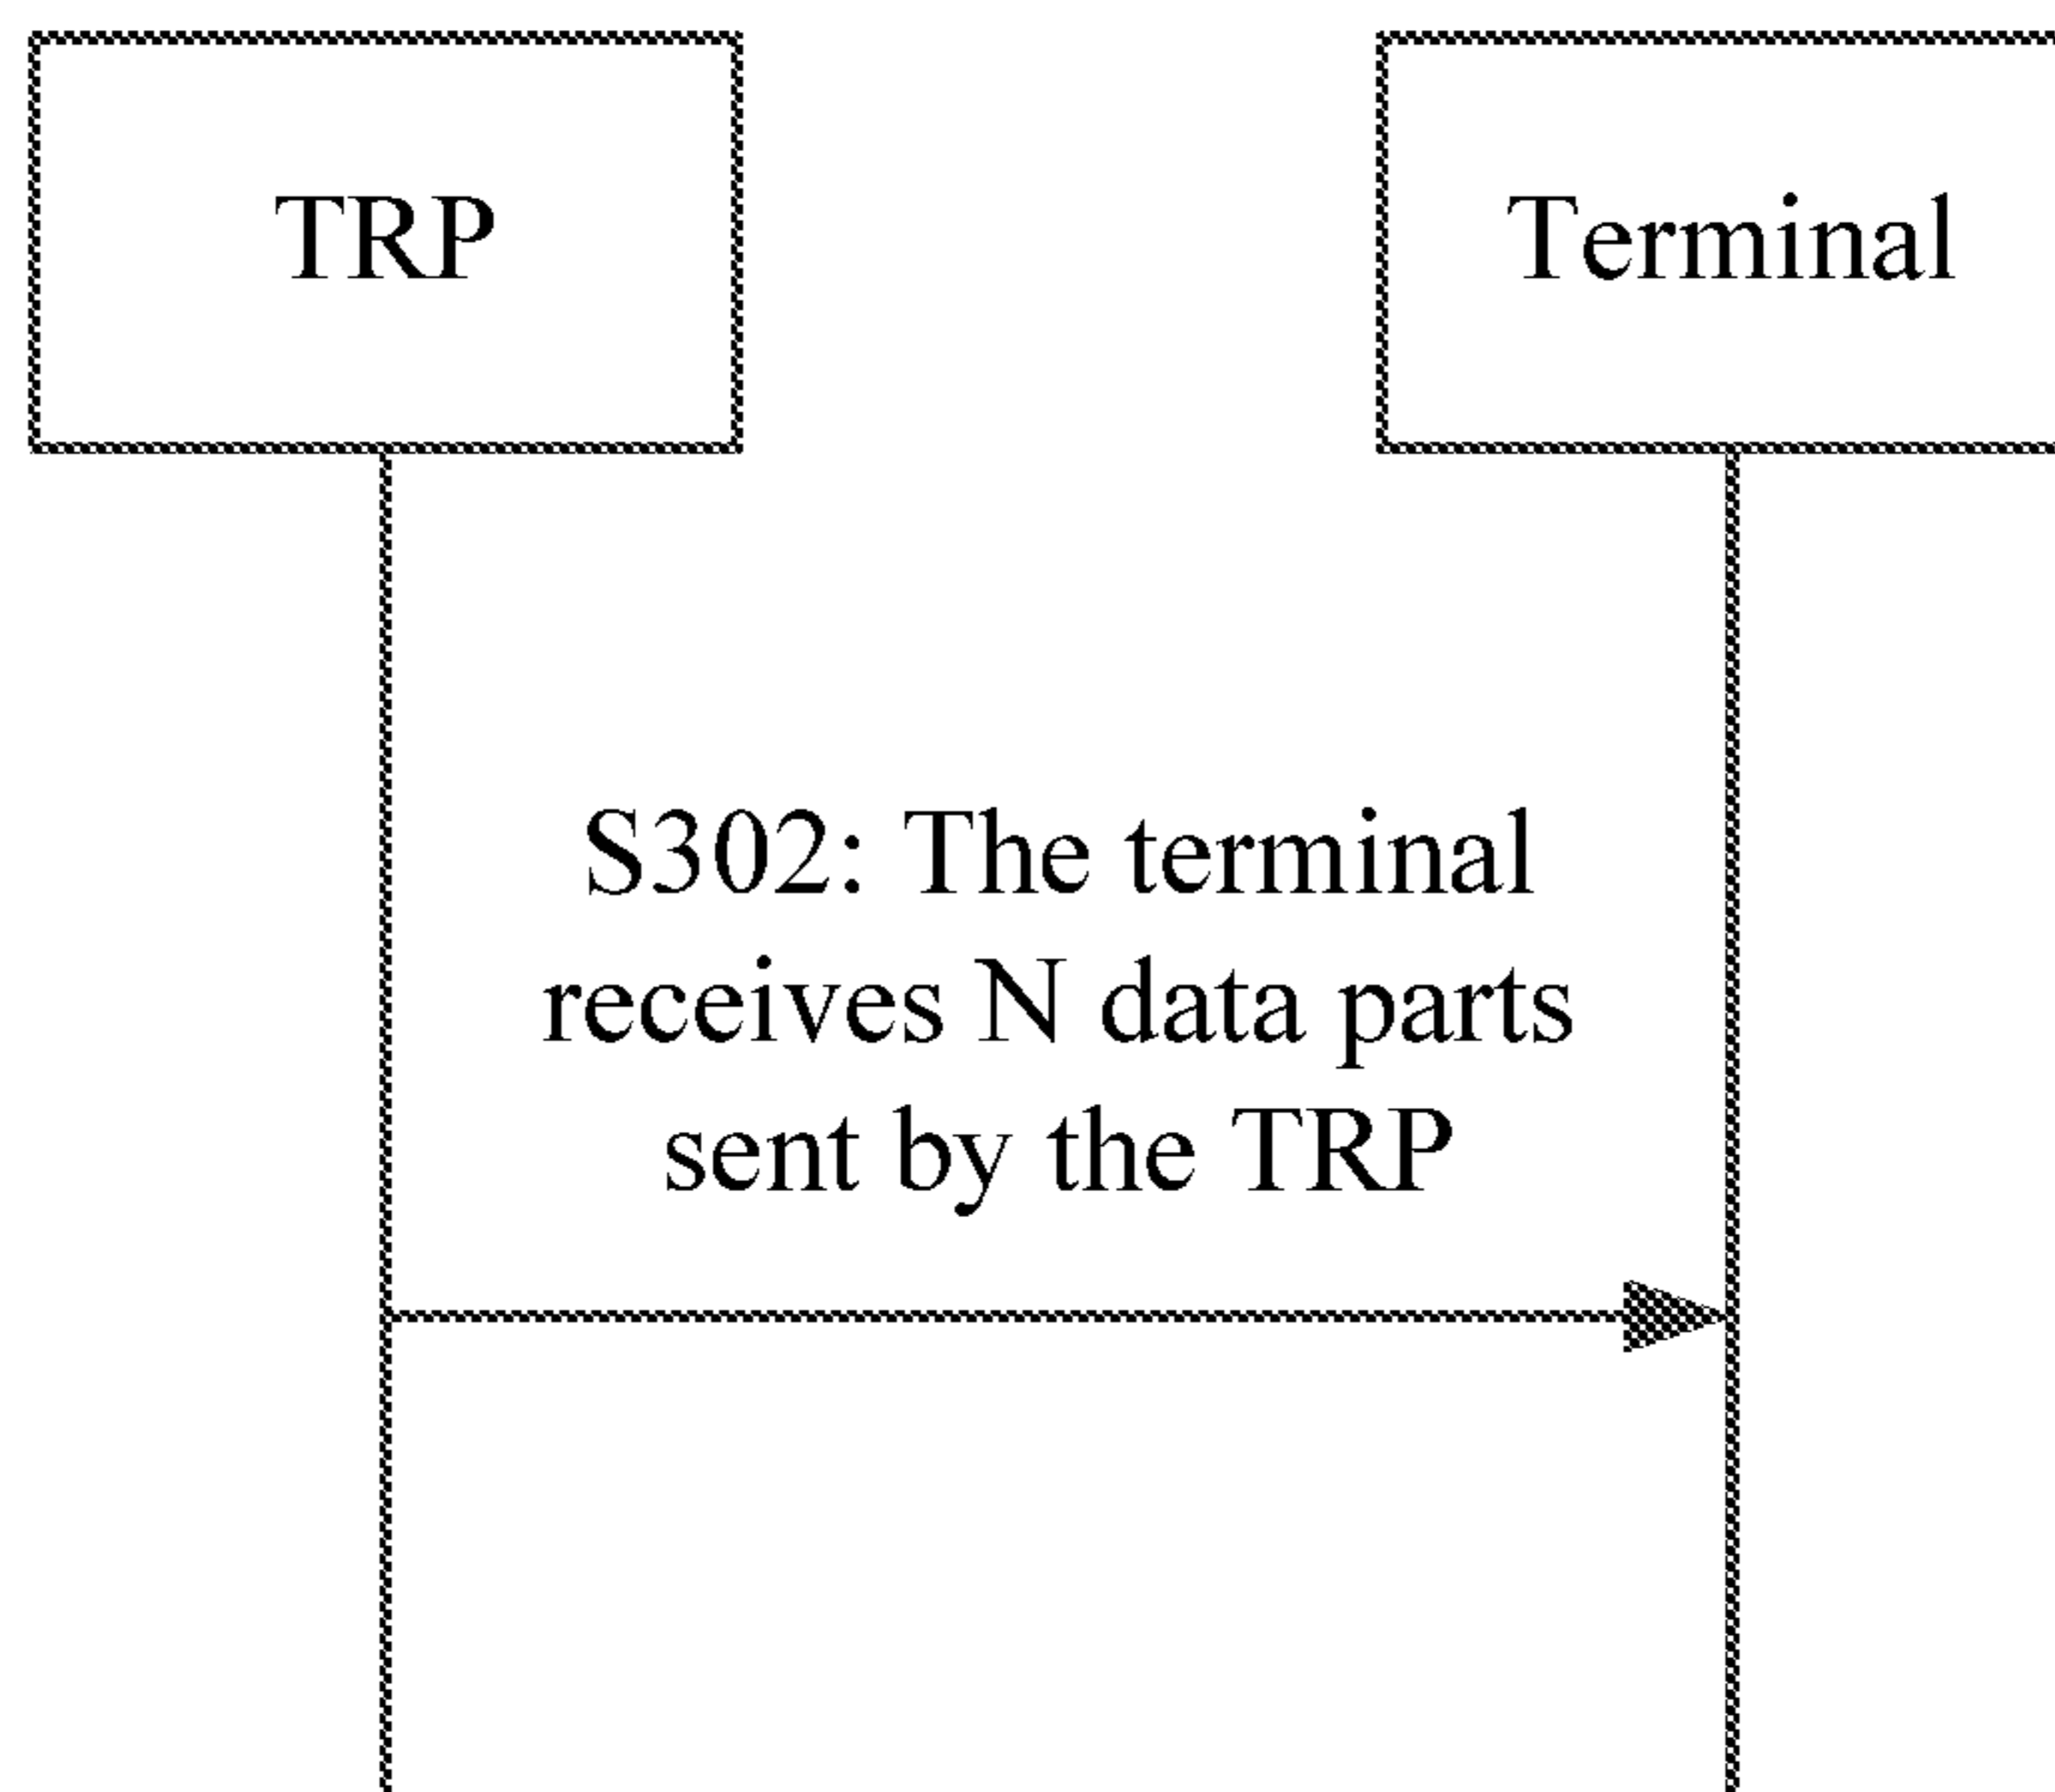 TRP
Terminal
S302: The terminal
receives N data parts
sent by the TRP